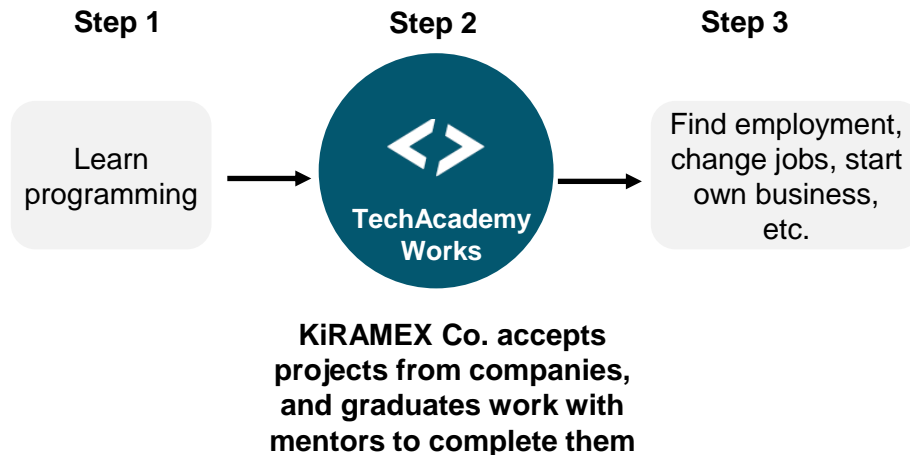 Step 1
Step 2
Step 3
Learn
programming
TechAcademy
Works
Find employment,
change jobs, start
own business,
etc.
KiRAMEX Co. accepts
projects from companies,
and graduates work with
mentors to complete them